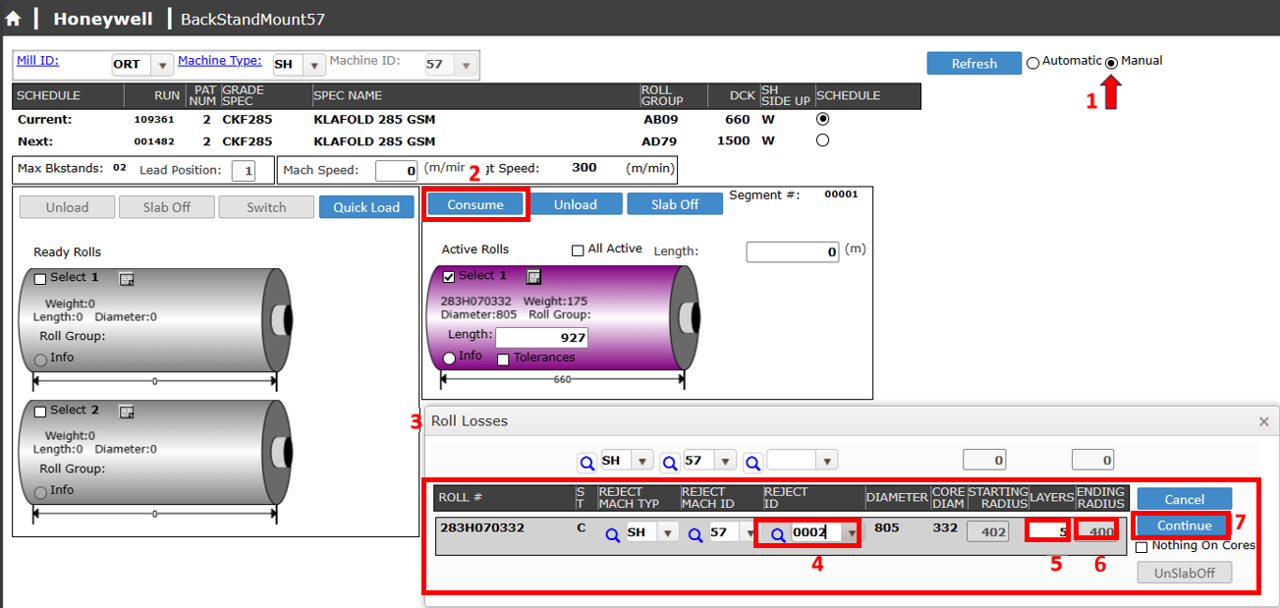 Honeywell BackStandMount57
Mill ID: ORT Machine Type: SH Machine ID: 57 Refresh Automatic Manual
1
SCHEDULE RUN PAT NUM GRADE SPEC SPEC NAME ROLL GROUP DCK SH SIDE UP SCHEDULE
Current: 109361 2 CKF285 KLAFOLD 285 GSM AB09 660 W
Next: 001482 2 CKF285 KLAFOLD 285 GSM AD79 1500 W
Max Bkstands: 02 Lead Position: 1 Mach Speed: 0 (m/min 2 gt Speed: 300 (m/min)
Unload Slab Off Switch Quick Load Consume Unload Slab Off Segment #: 00001
Ready Rolls
Active Rolls All Active Length: 0 (m)
Select 1
Weight:0
Length:0 Diameter:0
Roll Group:
Info
0
Select 1
283H070332 Weight:175
Diameter:805 Roll Group:
Length: 927
Info Tolerances
660
Select 2
Weight:0
Length:0 Diameter:0
Roll Group:
Info
0
3 Roll Losses ×
SH 57 0 0
ROLL # S T REJECT MACH TYP REJECT MACH ID REJECT ID DIAMETER CORE DIAM STARTING RADIUS LAYERS ENDING RADIUS
283H070332 C SH 57 0002 805 332 402 5 400
4 5 6
Cancel
Continue 7
Nothing On Cores
UnSlabOff